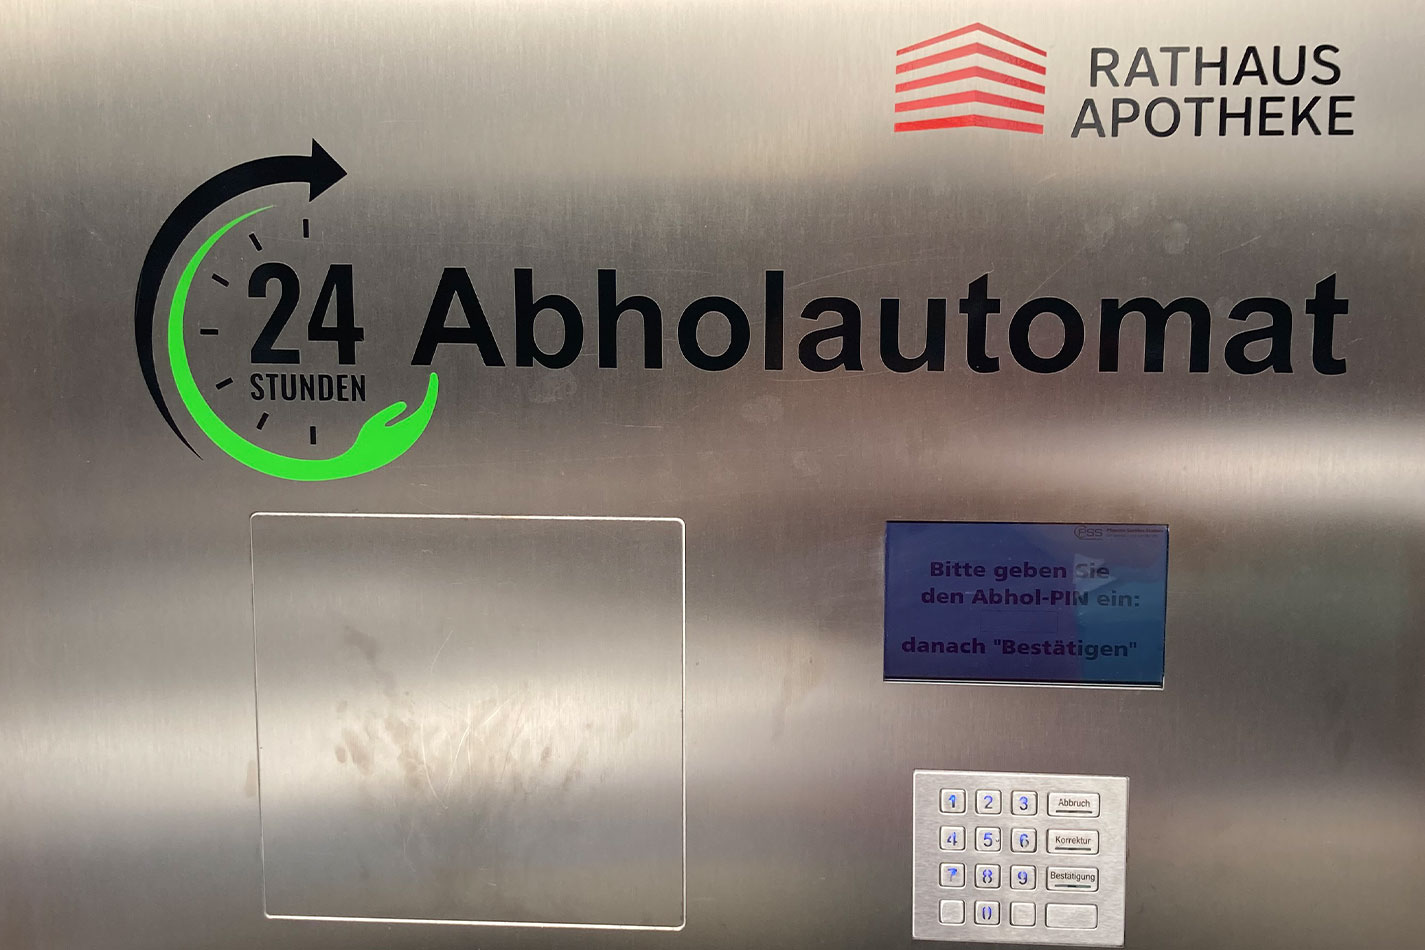 RATHAUS
APOTHEKE
24
STUNDEN
Abholautomat
PSS
Bitte geben Sie
den Abhol-PIN ein:
danach "Bestätigen"
1 2 3 Abbruch
4 5 6 Korrektur
7 8 9 Bestätigung
0